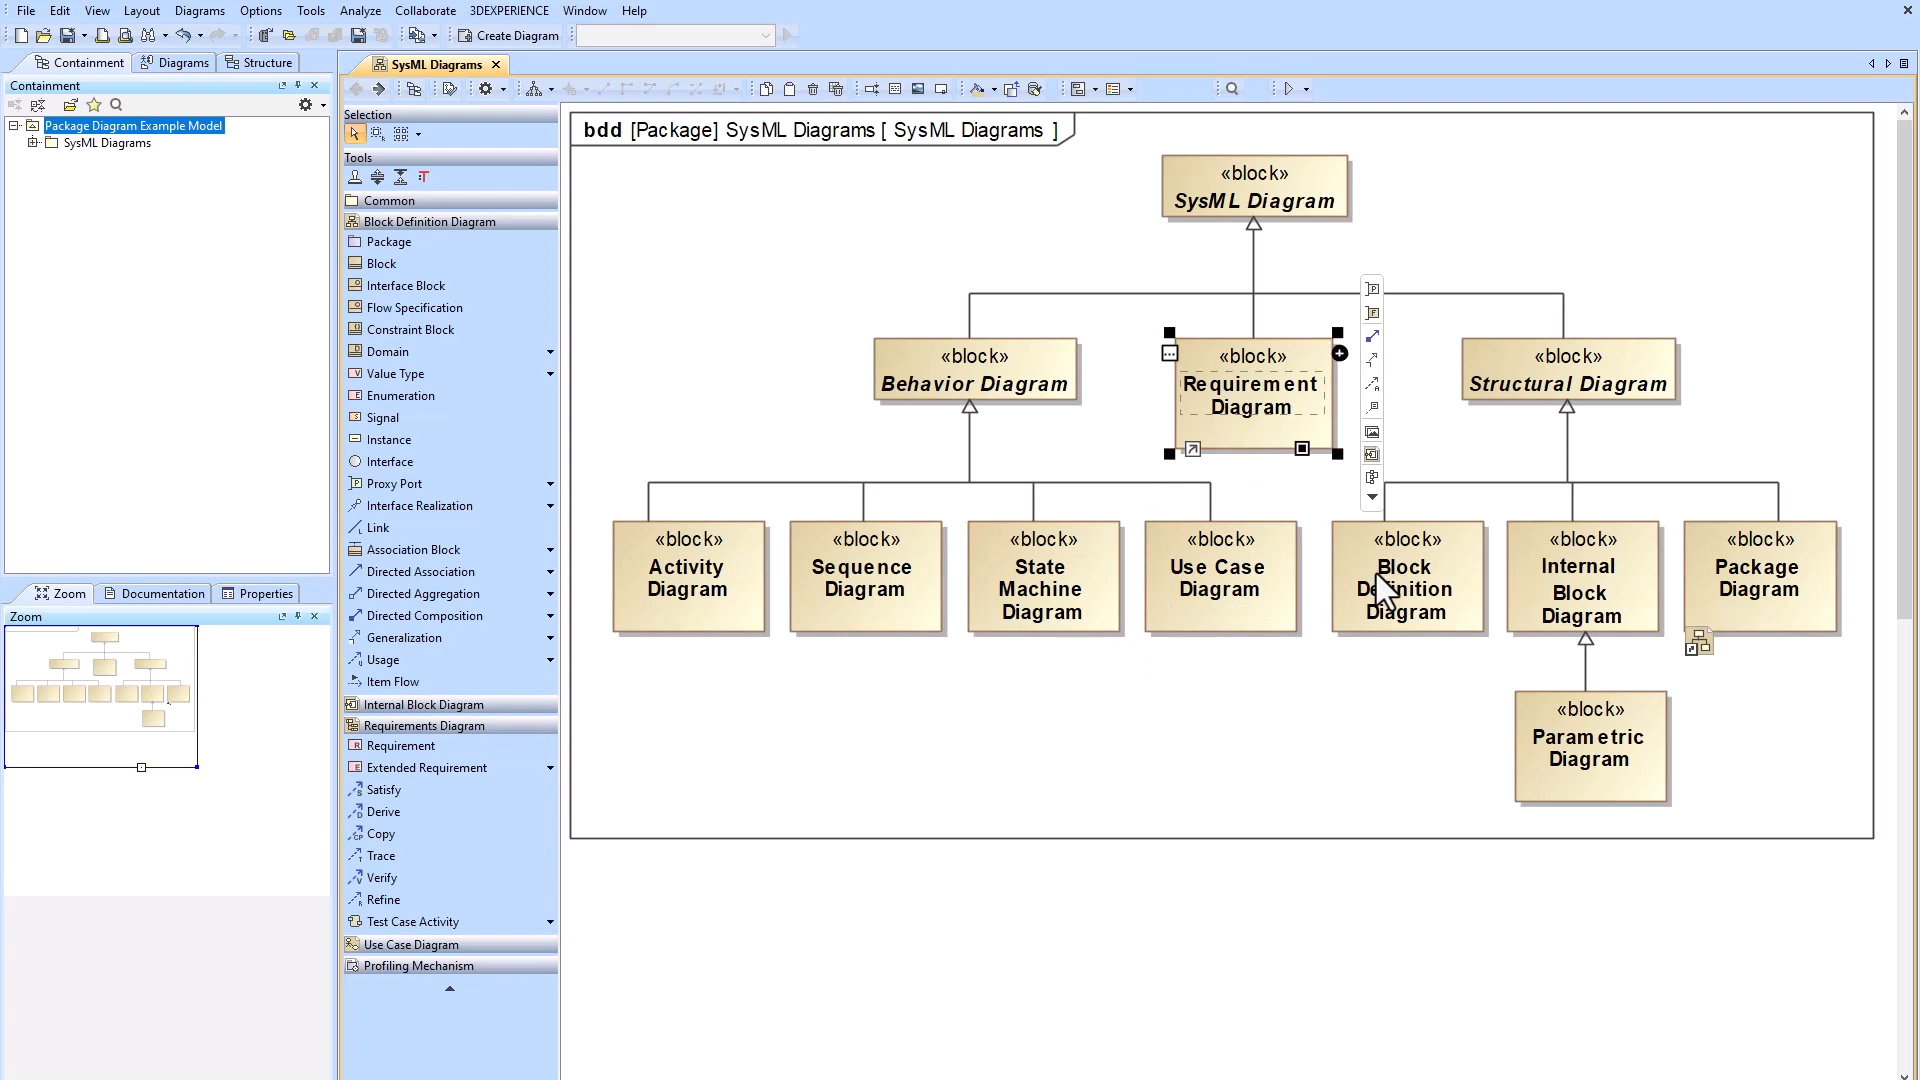 File Edit View Layout Diagrams Options Tools Analyze Collaborate 3DEXPERIENCE Window Help
Create Diagram
Containment Diagrams Structure
Containment
Package Diagram Example Model
SysML Diagrams
Zoom Documentation Properties
Zoom
SysML Diagrams
Selection
Tools
Common
Block Definition Diagram
Package
Block
Interface Block
Flow Specification
Constraint Block
Domain
Value Type
Enumeration
Signal
Instance
Interface
Proxy Port
Interface Realization
Link
Association Block
Directed Association
Directed Aggregation
Directed Composition
Generalization
Usage
Item Flow
Internal Block Diagram
Requirements Diagram
Requirement
Extended Requirement
Satisfy
Derive
Copy
Trace
Verify
Refine
Test Case Activity
Use Case Diagram
Profiling Mechanism
bdd [Package] SysML Diagrams [ SysML Diagrams ]
«block»
SysML Diagram
«block»
Behavior Diagram
«block»
Requirement
Diagram
«block»
Structural Diagram
«block»
Activity
Diagram
«block»
Sequence
Diagram
«block»
State
Machine
Diagram
«block»
Use Case
Diagram
«block»
Block
Definition
Diagram
«block»
Internal
Block
Diagram
«block»
Package
Diagram
«block»
Parametric
Diagram